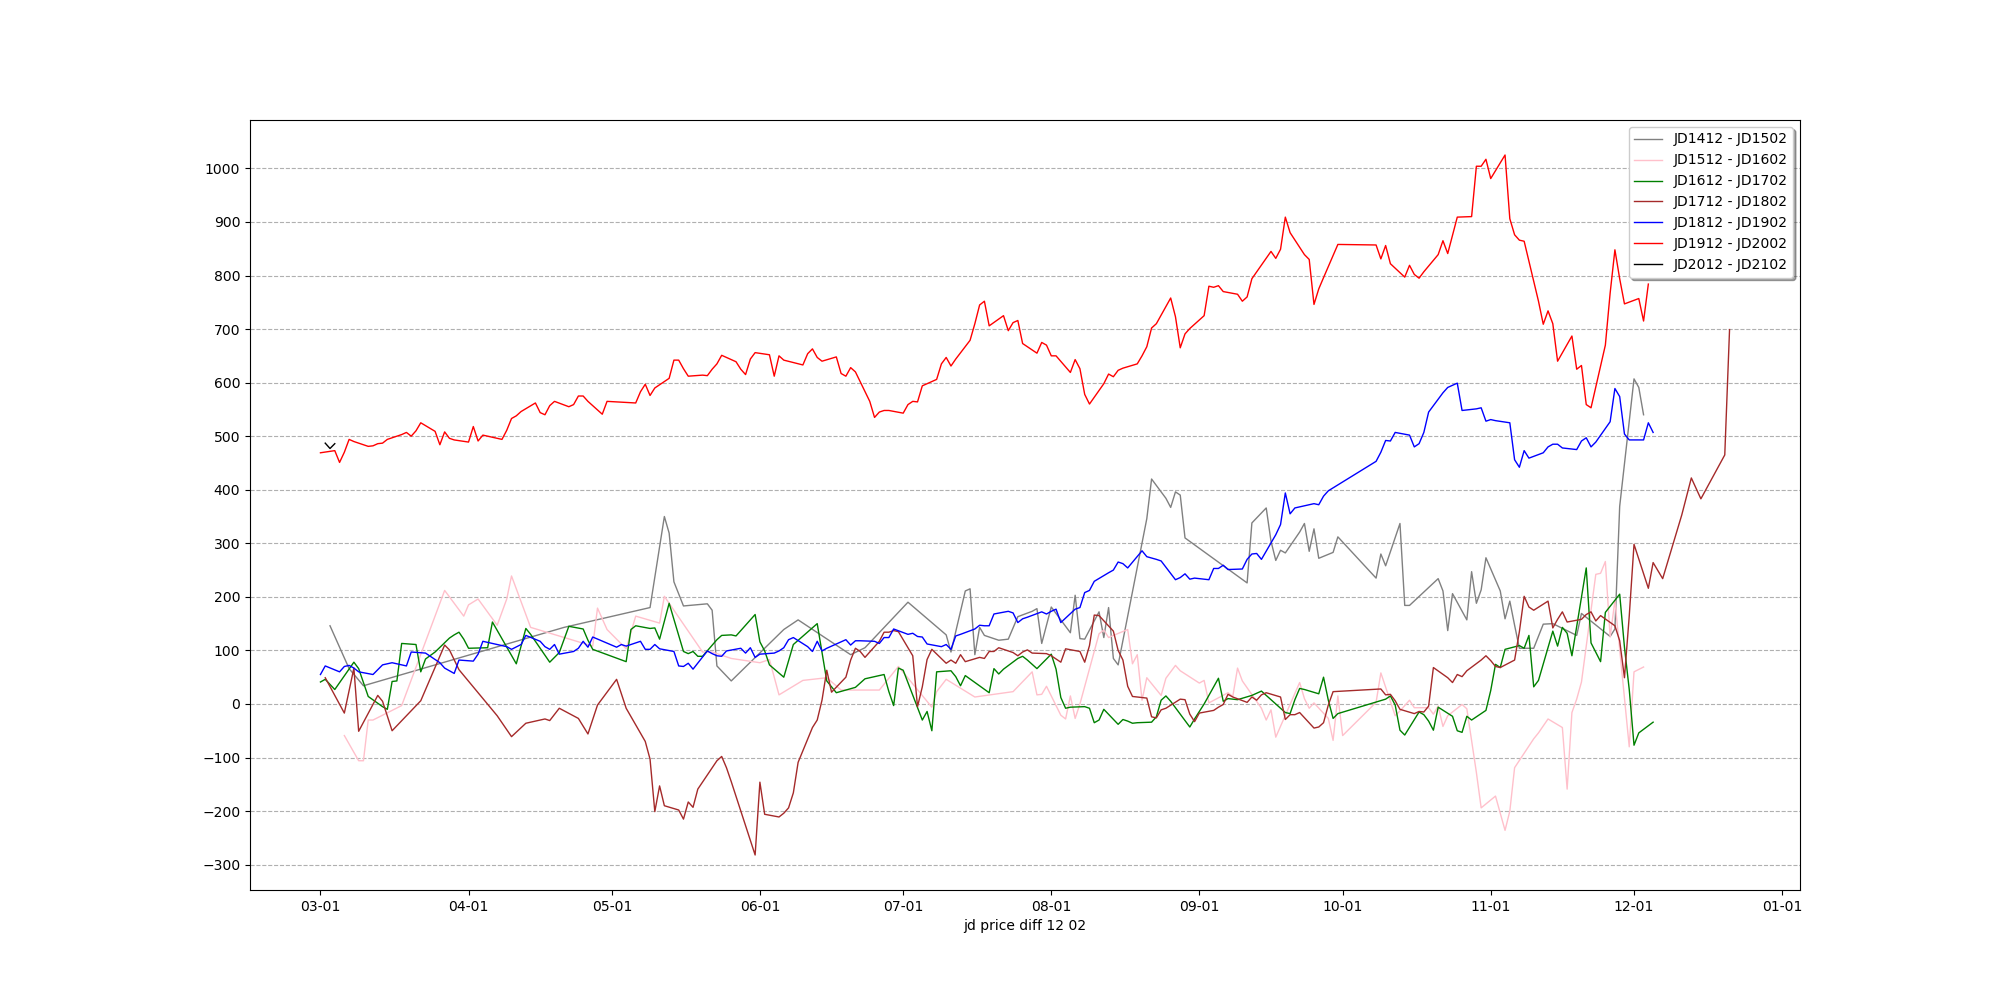 JD1412 - JD1502
JD1512 - JD1602
JD1612 - JD1702
JD1712 - JD1802
JD1812 - JD1902
JD1912 - JD2002
JD2012 - JD2102
1000
900
800
700
600
500
400
300
200
100
0
−100
−200
−300
03-01 04-01 05-01 06-01 07-01 08-01 09-01 10-01 11-01 12-01 01-01
jd price diff 12 02